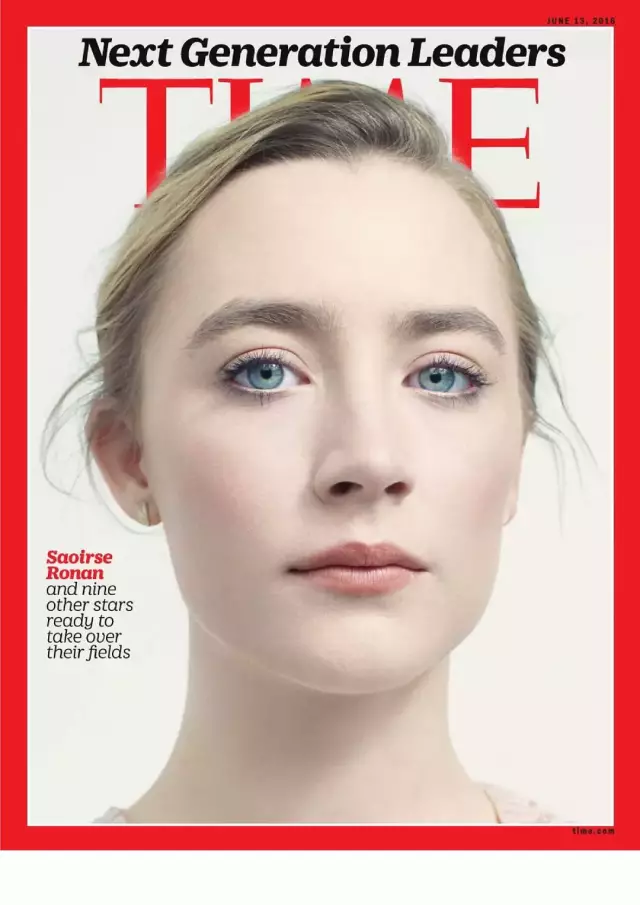 JUNE 13, 2016
Next Generation Leaders
TIME
Saoirse
Ronan
and nine
other stars
ready to
take over
their fields
time.com